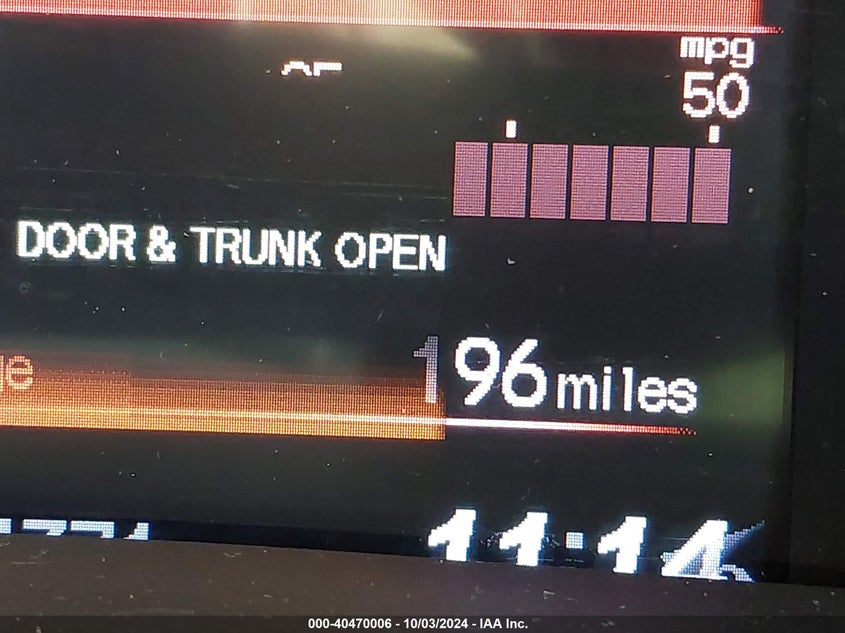 mpg
50
DOOR & TRUNK OPEN
196 miles
11:14
000-40470006 - 10/03/2024 - IAA Inc.